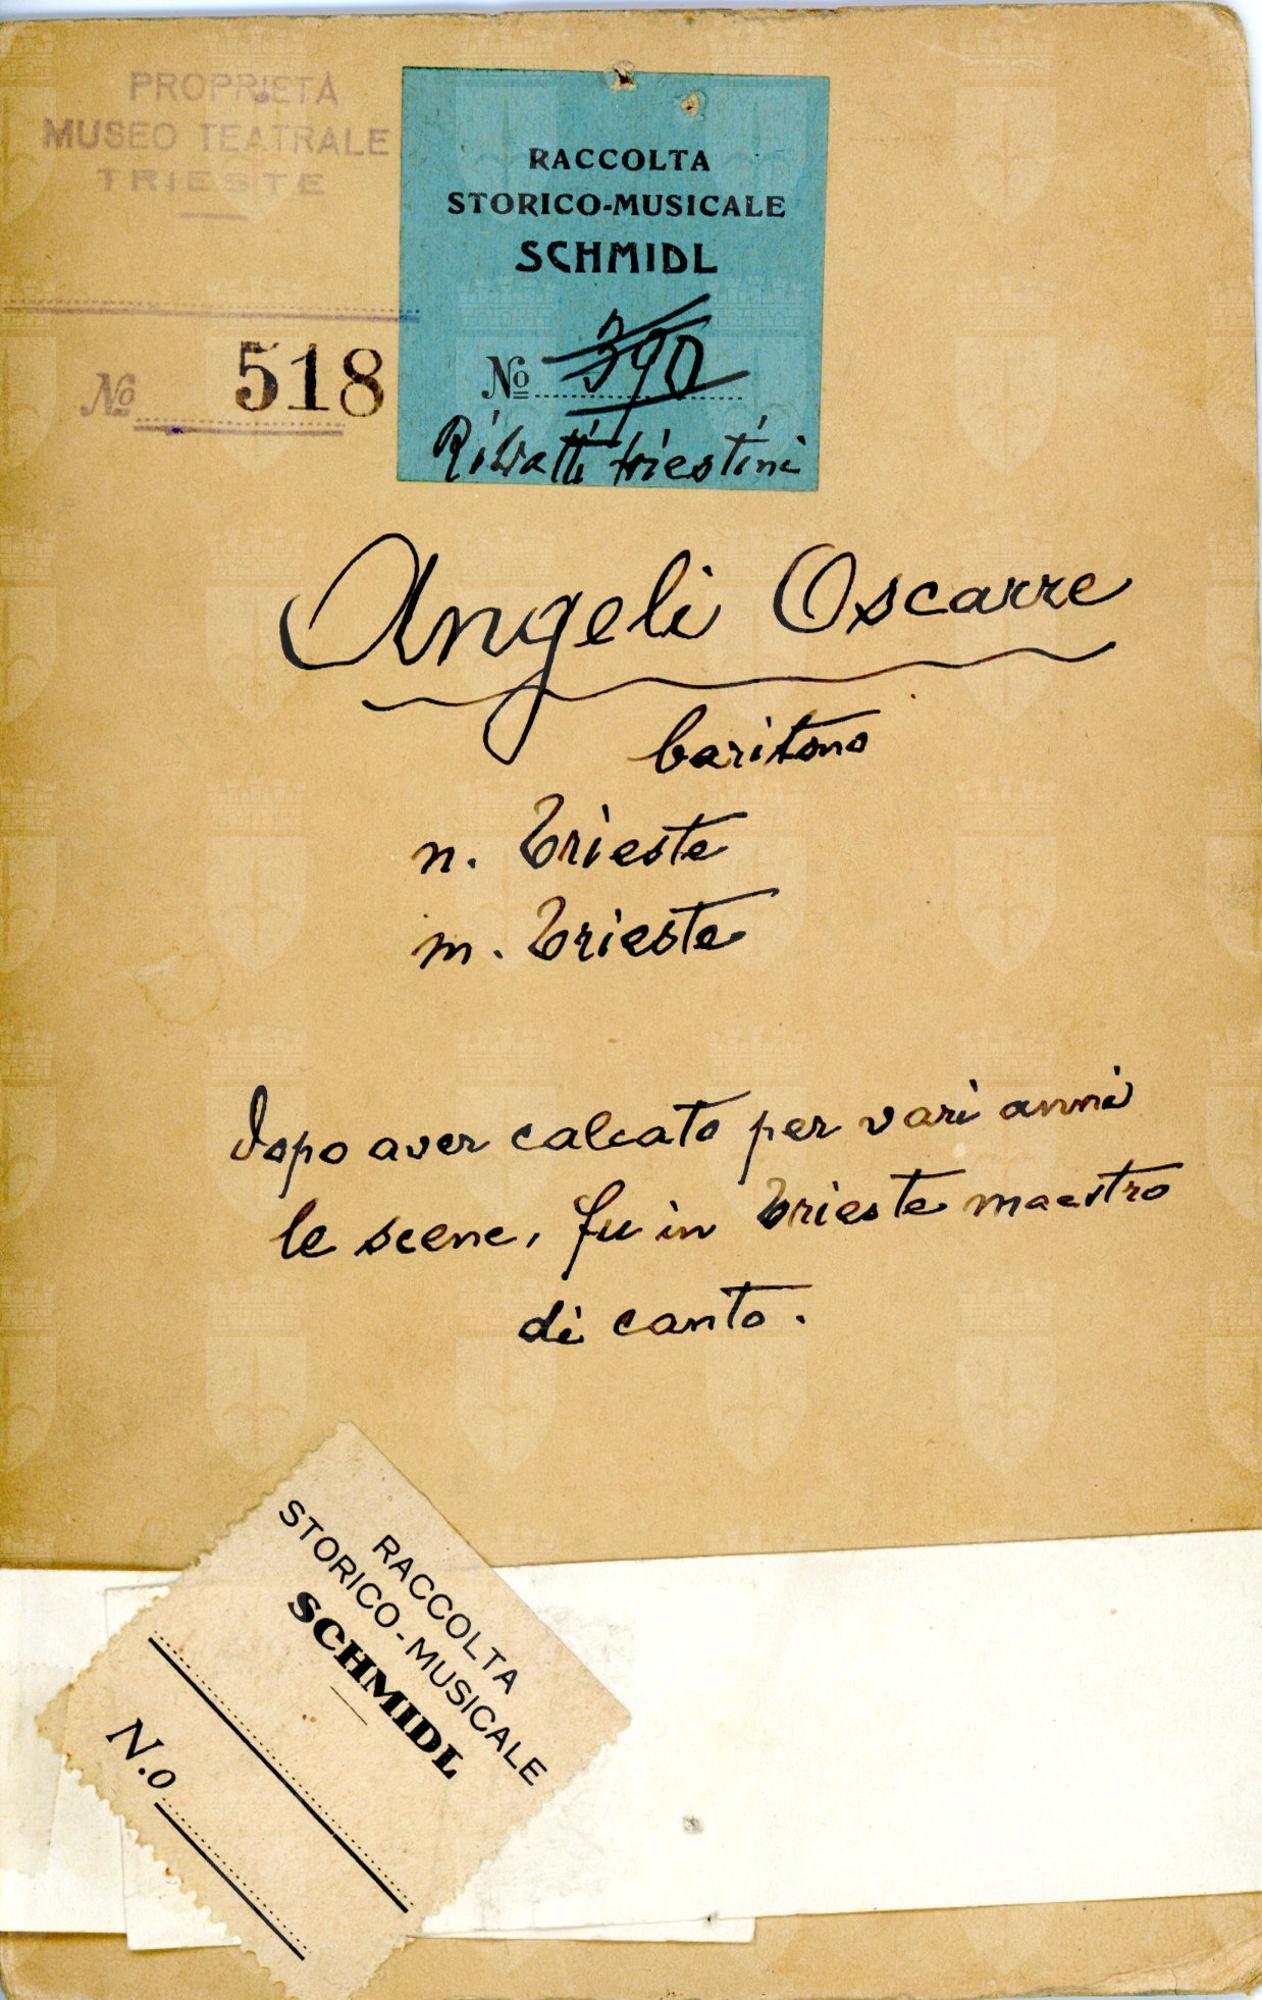 PROPRIETÀ
MUSEO TEATRALE
TRIESTE
No 518
RACCOLTA
STORICO-MUSICALE
SCHMIDL
No 390
Ritratti triestini
Angeli Oscarre
baritono
n. Trieste
m. Trieste
Dopo aver calcato per vari anni
le scene, fu in Trieste maestro
di canto.
RACCOLTA
STORICO-MUSICALE
SCHMIDL
N.o